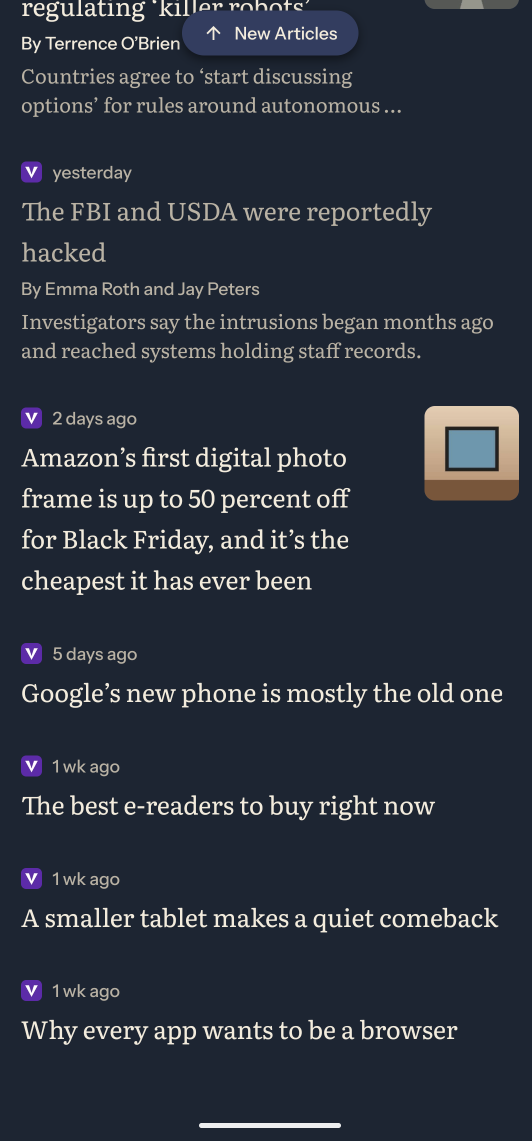 regulating ‘killer robots’
New Articles
By Terrence O’Brien
Countries agree to ‘start discussing
options’ for rules around autonomous ...
yesterday
The FBI and USDA were reportedly
hacked
By Emma Roth and Jay Peters
Investigators say the intrusions began months ago
and reached systems holding staff records.
2 days ago
Amazon’s first digital photo
frame is up to 50 percent off
for Black Friday, and it’s the
cheapest it has ever been
5 days ago
Google’s new phone is mostly the old one
1 wk ago
The best e-readers to buy right now
1 wk ago
A smaller tablet makes a quiet comeback
1 wk ago
Why every app wants to be a browser